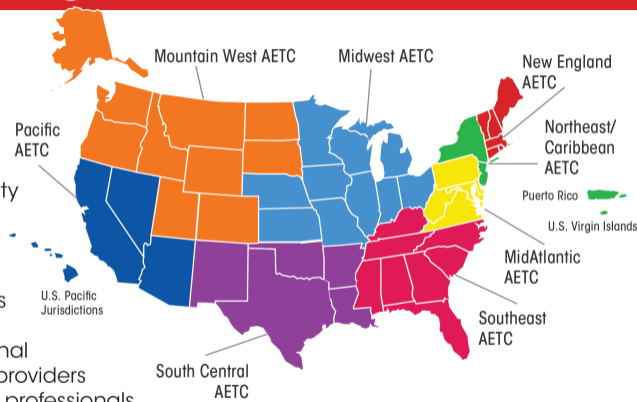 Mountain West AETC
Midwest AETC
New England
AETC
Pacific
AETC
Northeast/
Caribbean
AETC
Puerto Rico
U.S. Virgin Islands
ty
MidAtlantic
AETC
U.S. Pacific
Jurisdictions
s
Southeast
AETC
nal
providers
professionals
South Central
AETC